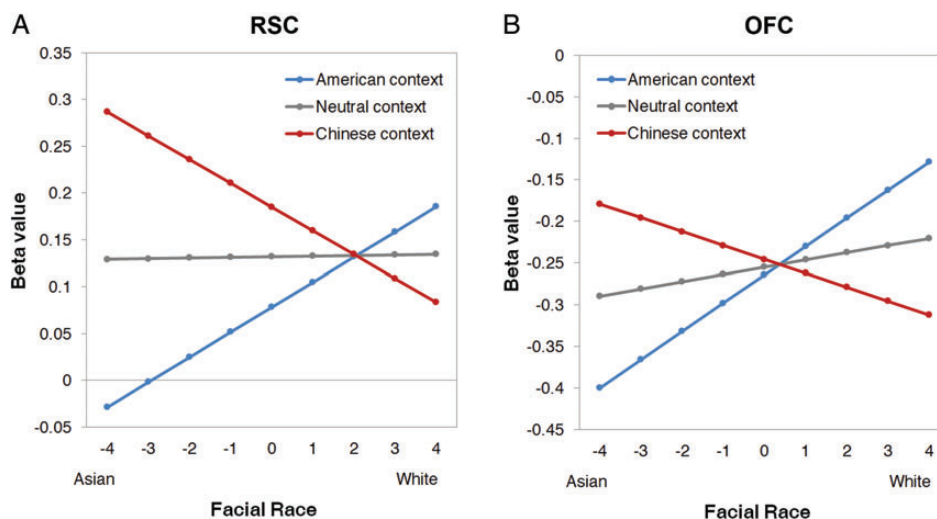 A
RSC
0.35
0.3
0.25
0.2
0.15
0.1
0.05
0
-0.05
Beta value
American context
Neutral context
Chinese context
-4 -3 -2 -1 0 1 2 3 4
Asian White
Facial Race
B
OFC
0
-0.05
-0.1
-0.15
-0.2
-0.25
-0.3
-0.35
-0.4
-0.45
Beta value
American context
Neutral context
Chinese context
-4 -3 -2 -1 0 1 2 3 4
Asian White
Facial Race